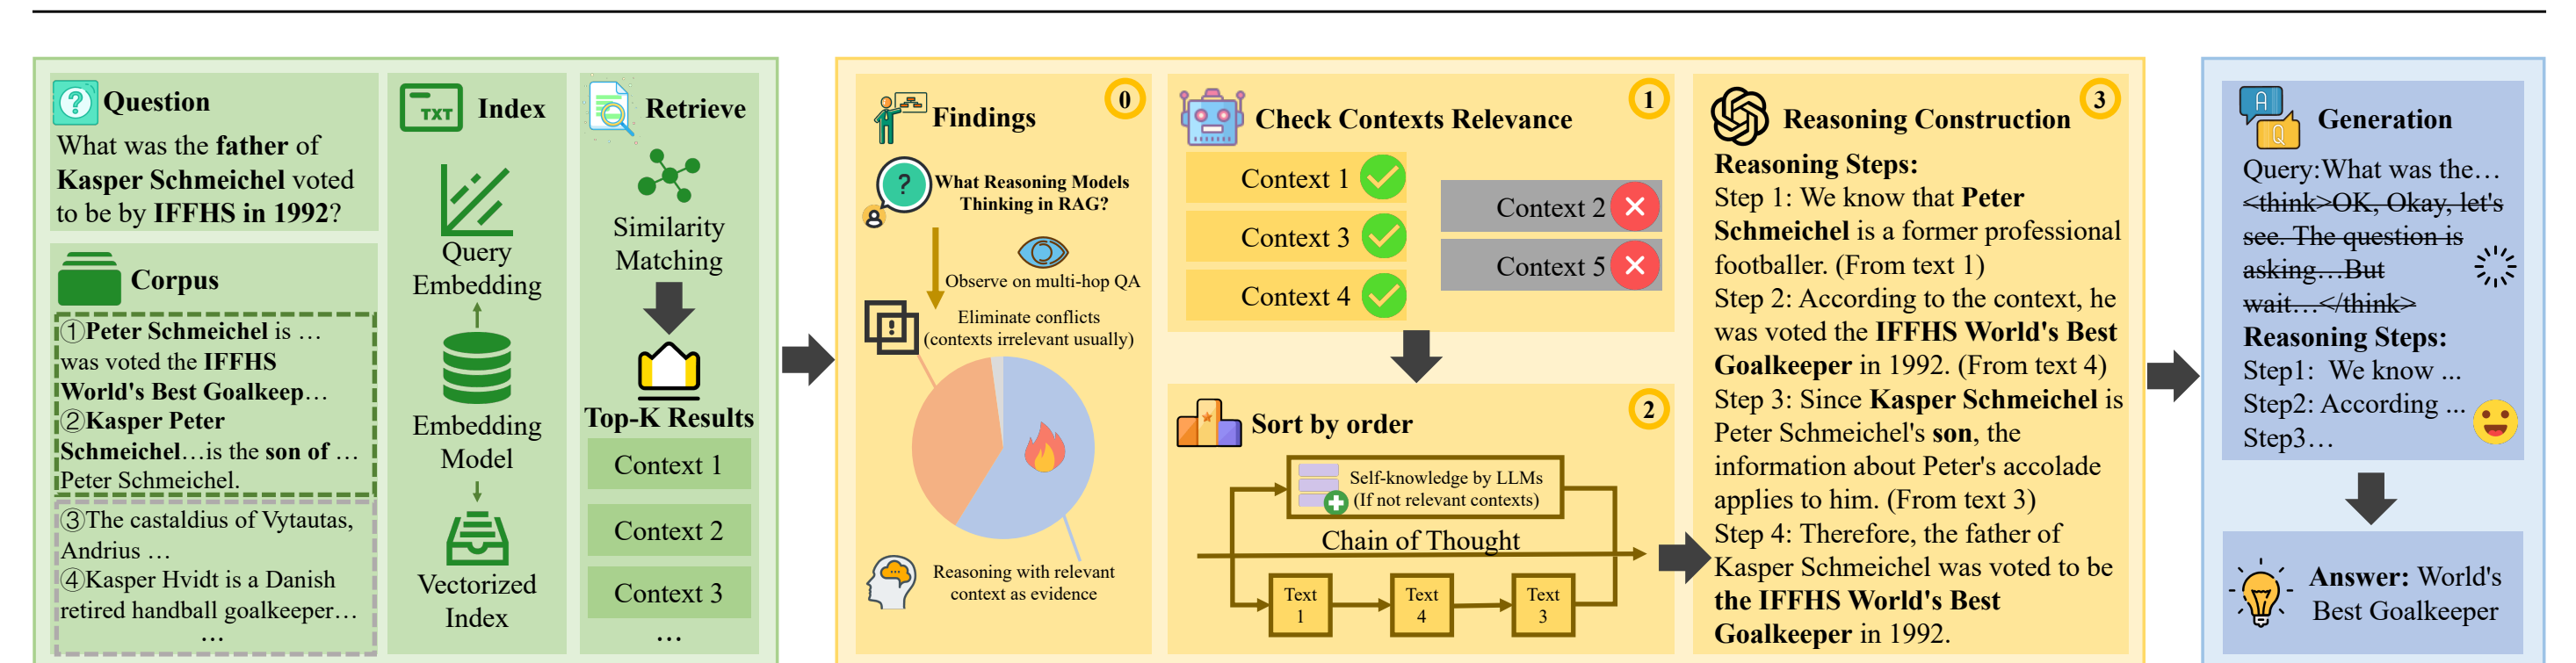 Question
What was the father of
Kasper Schmeichel voted
to be by IFFHS in 1992?
Corpus
①Peter Schmeichel is …
was voted the IFFHS
World's Best Goalkeep…
②Kasper Peter
Schmeichel…is the son of …
Peter Schmeichel.
③The castaldius of Vytautas,
Andrius …
④Kasper Hvidt is a Danish
retired handball goalkeeper…
…
TXT
Index
Query
Embedding
Embedding
Model
Vectorized
Index
Retrieve
Similarity
Matching
Top-K Results
Context 1
Context 2
Context 3
…
Findings
0
?
What Reasoning Models
Thinking in RAG?
Observe on multi-hop QA
Eliminate conflicts
(contexts irrelevant usually)
Reasoning with relevant
context as evidence
Check Contexts Relevance
1
Context 1
Context 3
Context 4
Context 2
Context 5
Sort by order
2
Self-knowledge by LLMs
(If not relevant contexts)
Chain of Thought
Text
1
Text
4
Text
3
Reasoning Construction
3
Reasoning Steps:
Step 1: We know that Peter
Schmeichel is a former professional
footballer. (From text 1)
Step 2: According to the context, he
was voted the IFFHS World's Best
Goalkeeper in 1992. (From text 4)
Step 3: Since Kasper Schmeichel is
Peter Schmeichel's son, the
information about Peter's accolade
applies to him. (From text 3)
Step 4: Therefore, the father of
Kasper Schmeichel was voted to be
the IFFHS World's Best
Goalkeeper in 1992.
A
Q
Generation
Query:What was the…
<think>OK, Okay, let's
see. The question is
asking…But
wait…</think>
Reasoning Steps:
Step1: We know ...
Step2: According ...
Step3…
Answer: World's
Best Goalkeeper